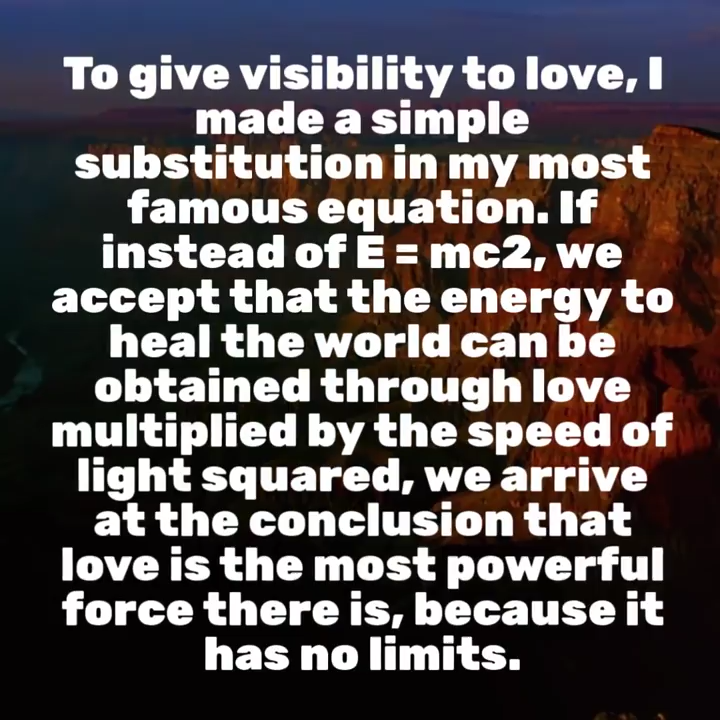 To give visibility to love, I
made a simple
substitution in my most
famous equation. If
instead of E = mc2, we
accept that the energy to
heal the world can be
obtained through love
multiplied by the speed of
light squared, we arrive
at the conclusion that
love is the most powerful
force there is, because it
has no limits.